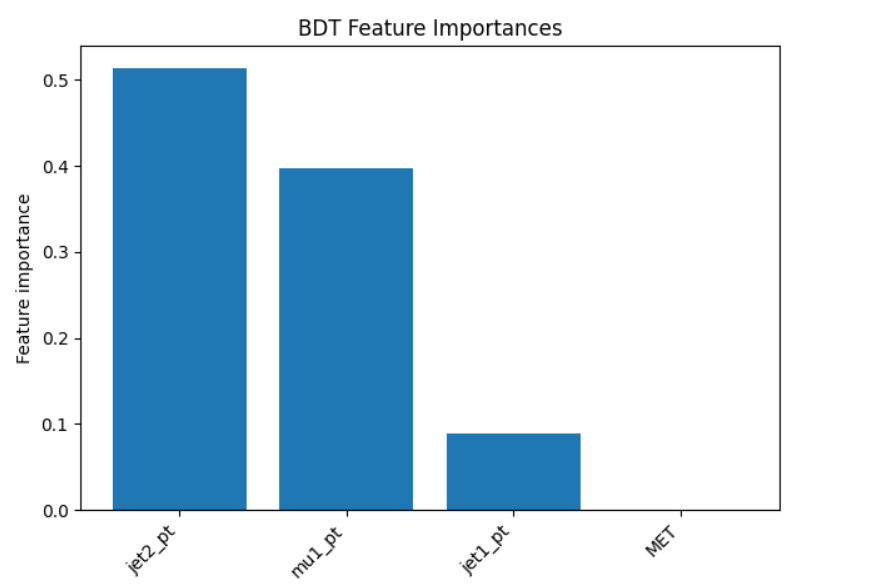 BDT Feature Importances
Feature importance
0.5
0.4
0.3
0.2
0.1
0.0
jet2_pt
mu1_pt
jet1_pt
MET